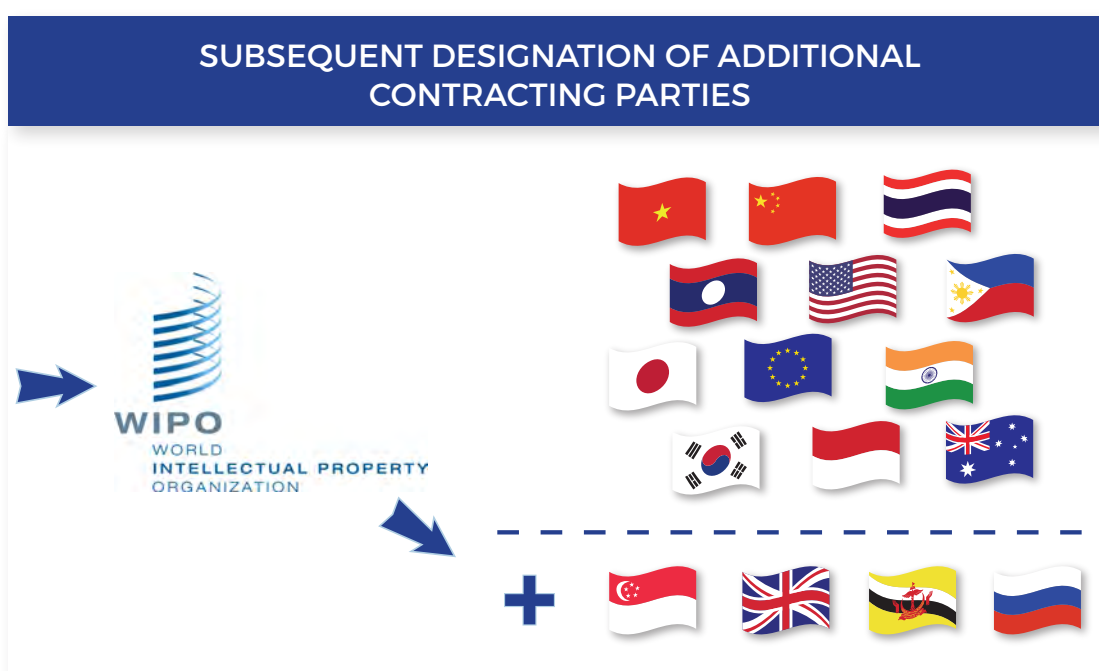 SUBSEQUENT DESIGNATION OF ADDITIONAL
CONTRACTING PARTIES
WIPO
WORLD
INTELLECTUAL PROPERTY
ORGANIZATION